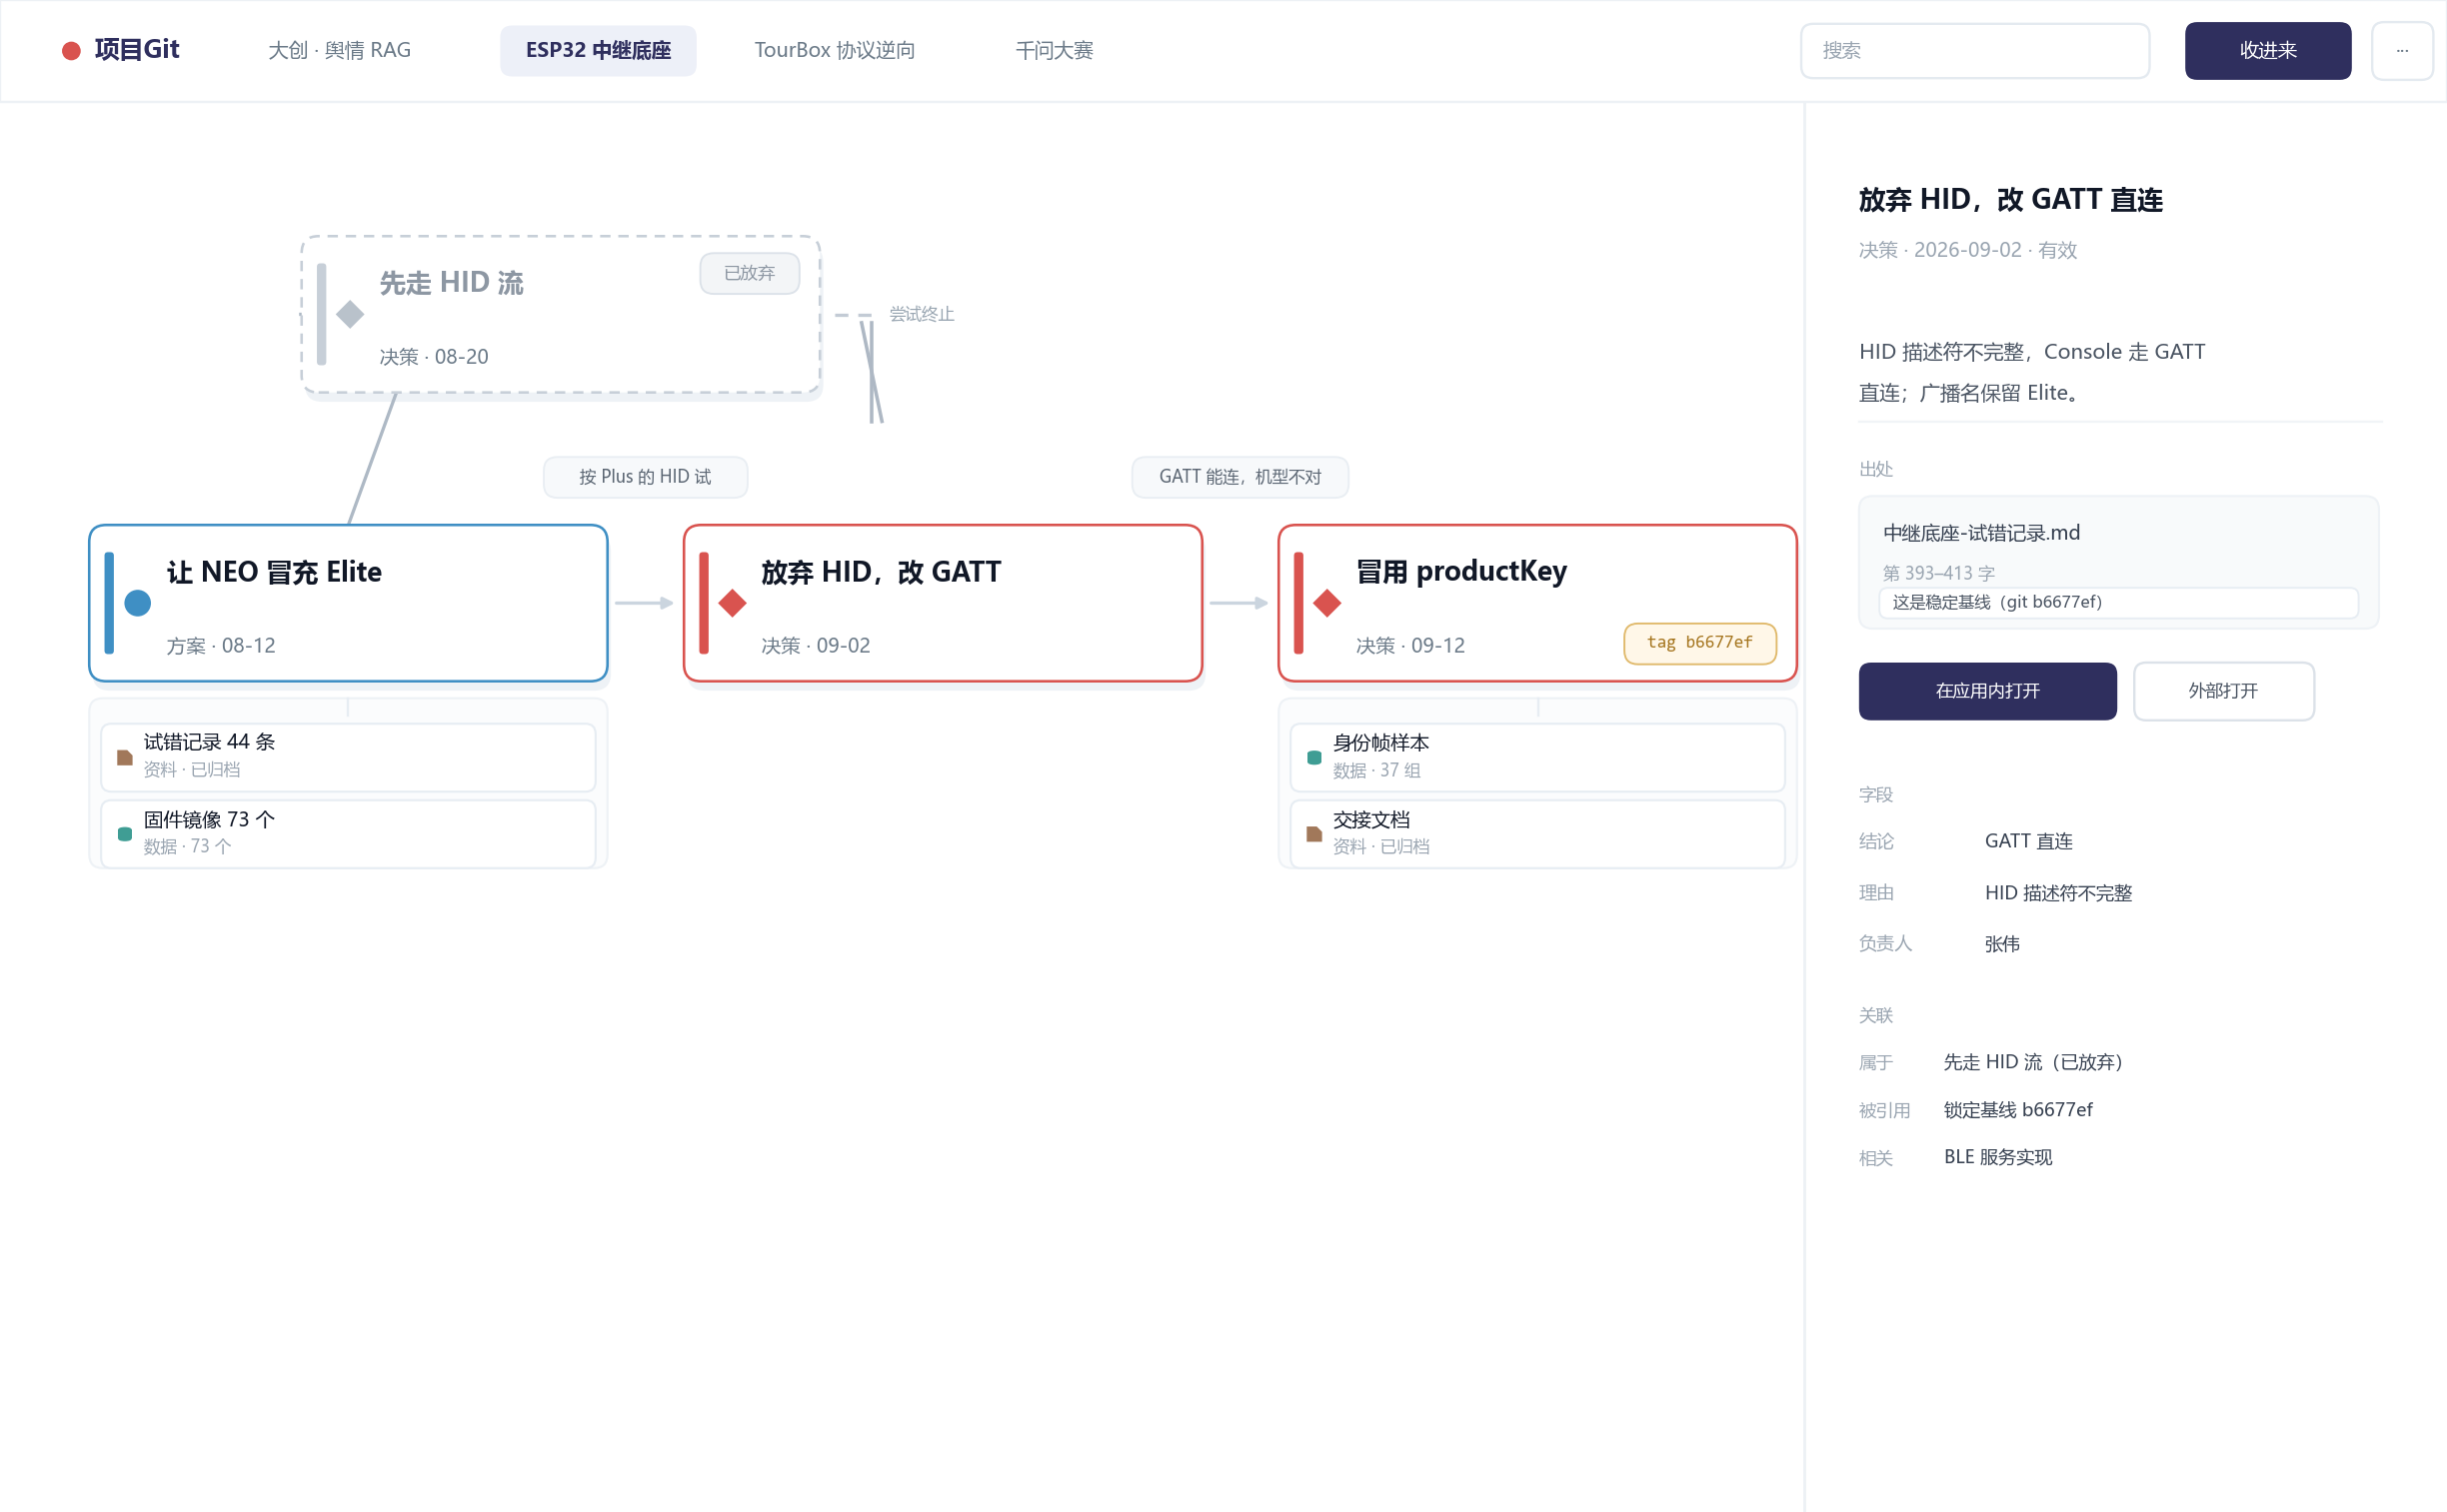 项目Git
大创 · 舆情 RAG
ESP32 中继底座
TourBox 协议逆向
千问大赛
搜索
收进来
...
先走 HID 流
已放弃
决策 · 08-20
尝试终止
按 Plus 的 HID 试
GATT 能连，机型不对
让 NEO 冒充 Elite
方案 · 08-12
放弃 HID，改 GATT
决策 · 09-02
冒用 productKey
决策 · 09-12
tag b6677ef
试错记录 44 条
资料 · 已归档
固件镜像 73 个
数据 · 73 个
身份帧样本
数据 · 37 组
交接文档
资料 · 已归档
放弃 HID，改 GATT 直连
决策 · 2026-09-02 · 有效
HID 描述符不完整，Console 走 GATT
直连；广播名保留 Elite。
出处
中继底座-试错记录.md
第 393–413 字
这是稳定基线（git b6677ef）
在应用内打开
外部打开
字段
结论 GATT 直连
理由 HID 描述符不完整
负责人 张伟
关联
属于 先走 HID 流（已放弃）
被引用 锁定基线 b6677ef
相关 BLE 服务实现